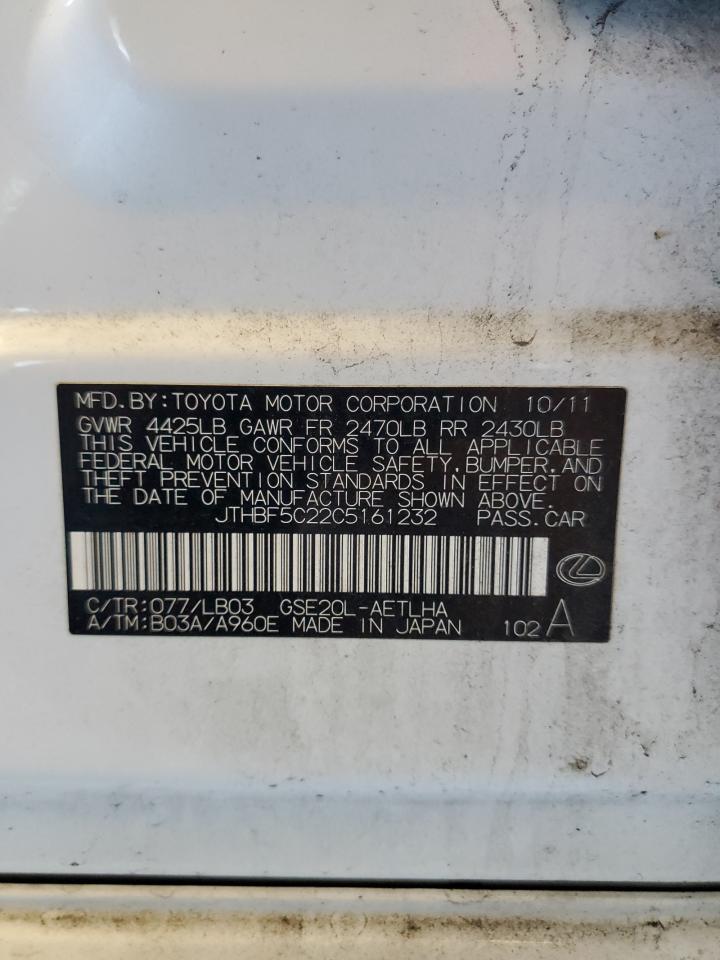 MFD.BY:TOYOTA MOTOR CORPORATION 10/11
GVWR 4425LB GAWR FR 2470LB RR 2430LB
THIS VEHICLE CONFORMS TO ALL APPLICABLE
FEDERAL MOTOR VEHICLE SAFETY,BUMPER,AND
THEFT PREVENTION STANDARDS IN EFFECT ON
THE DATE OF MANUFACTURE SHOWN ABOVE.
JTHBF5C22C5161232 PASS.CAR
C/TR:077/LB03 GSE20L-AETLHA
A/TM:B03A/A960E MADE IN JAPAN 102 A